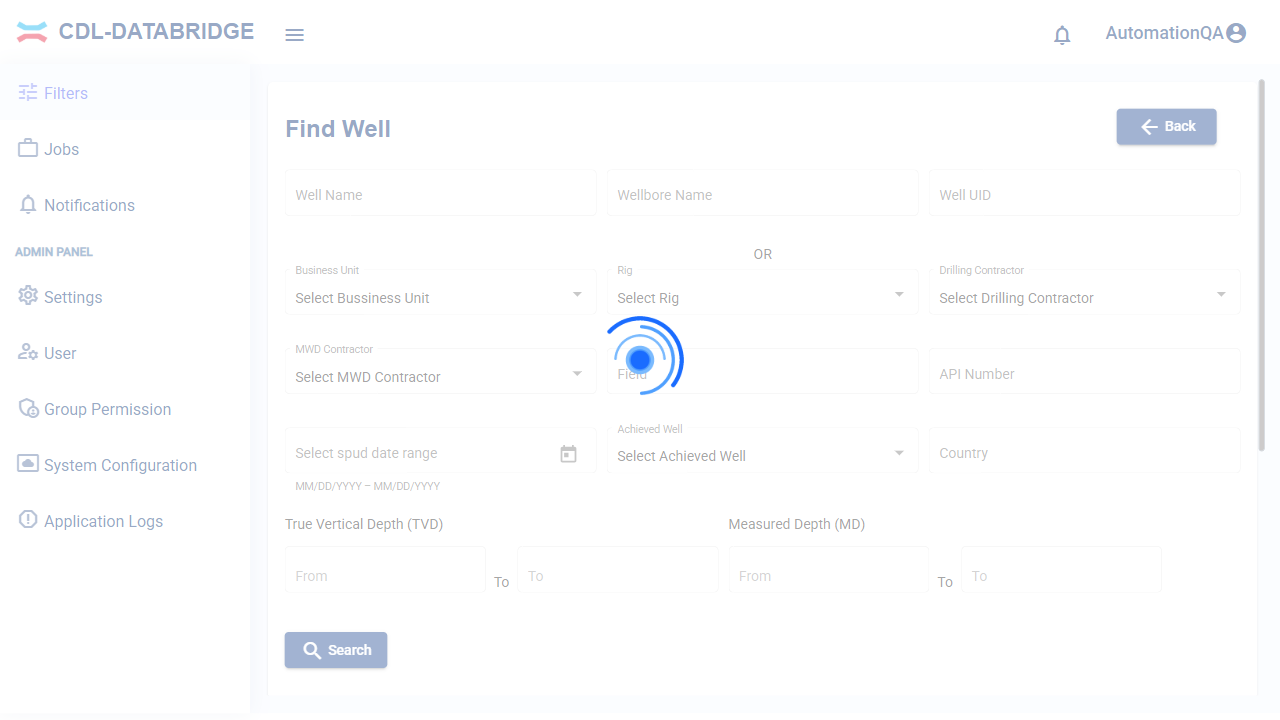 CDL-DATABRIDGE
AutomationQA
Filters
Jobs
Notifications
ADMIN PANEL
Settings
User
Group Permission
System Configuration
Application Logs
Find Well
Back
Well Name
Wellbore Name
Well UID
OR
Business Unit
Rig
Drilling Contractor
Select Bussiness Unit
Select Rig
Select Drilling Contractor
MWD Contractor
Select MWD Contractor
Field
API Number
Achieved Well
Select spud date range
Select Achieved Well
Country
MM/DD/YYYY – MM/DD/YYYY
True Vertical Depth (TVD)
Measured Depth (MD)
From
To
To
From
To
To
Search